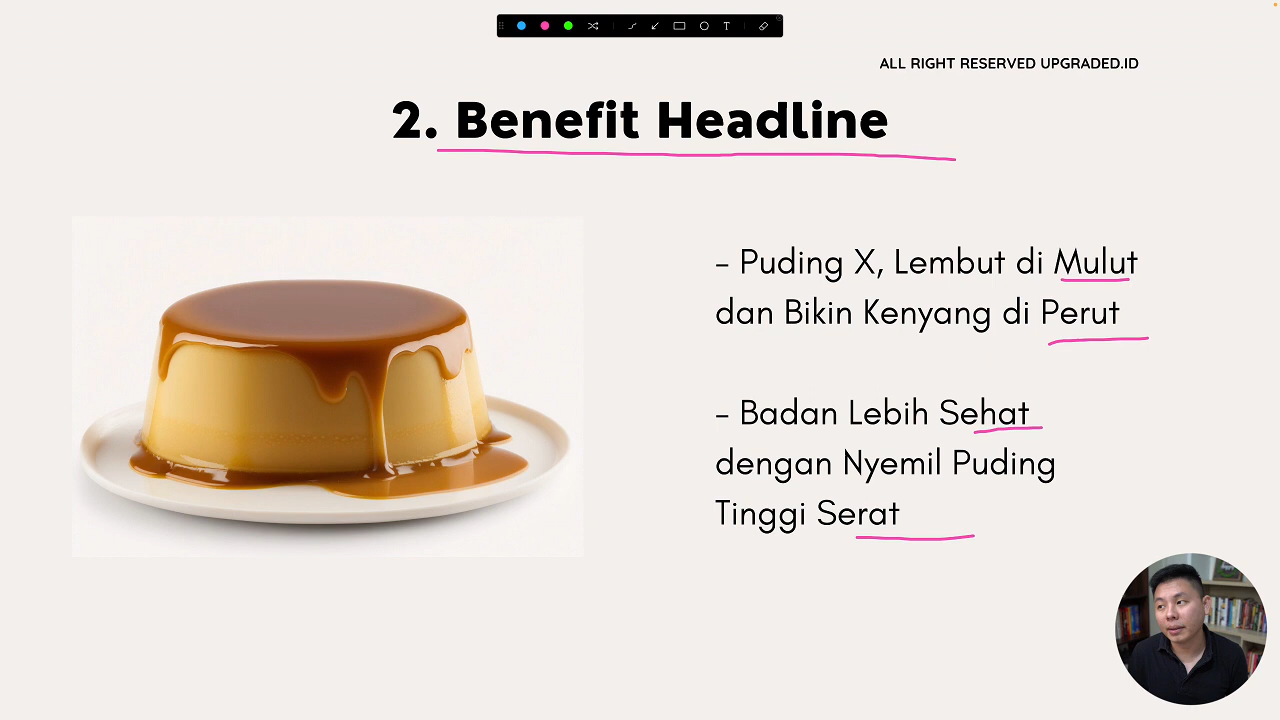 T
ALL RIGHT RESERVED UPGRADED.ID
2. Benefit Headline
- Puding X, Lembut di Mulut
dan Bikin Kenyang di Perut
- Badan Lebih Sehat
dengan Nyemil Puding
Tinggi Serat